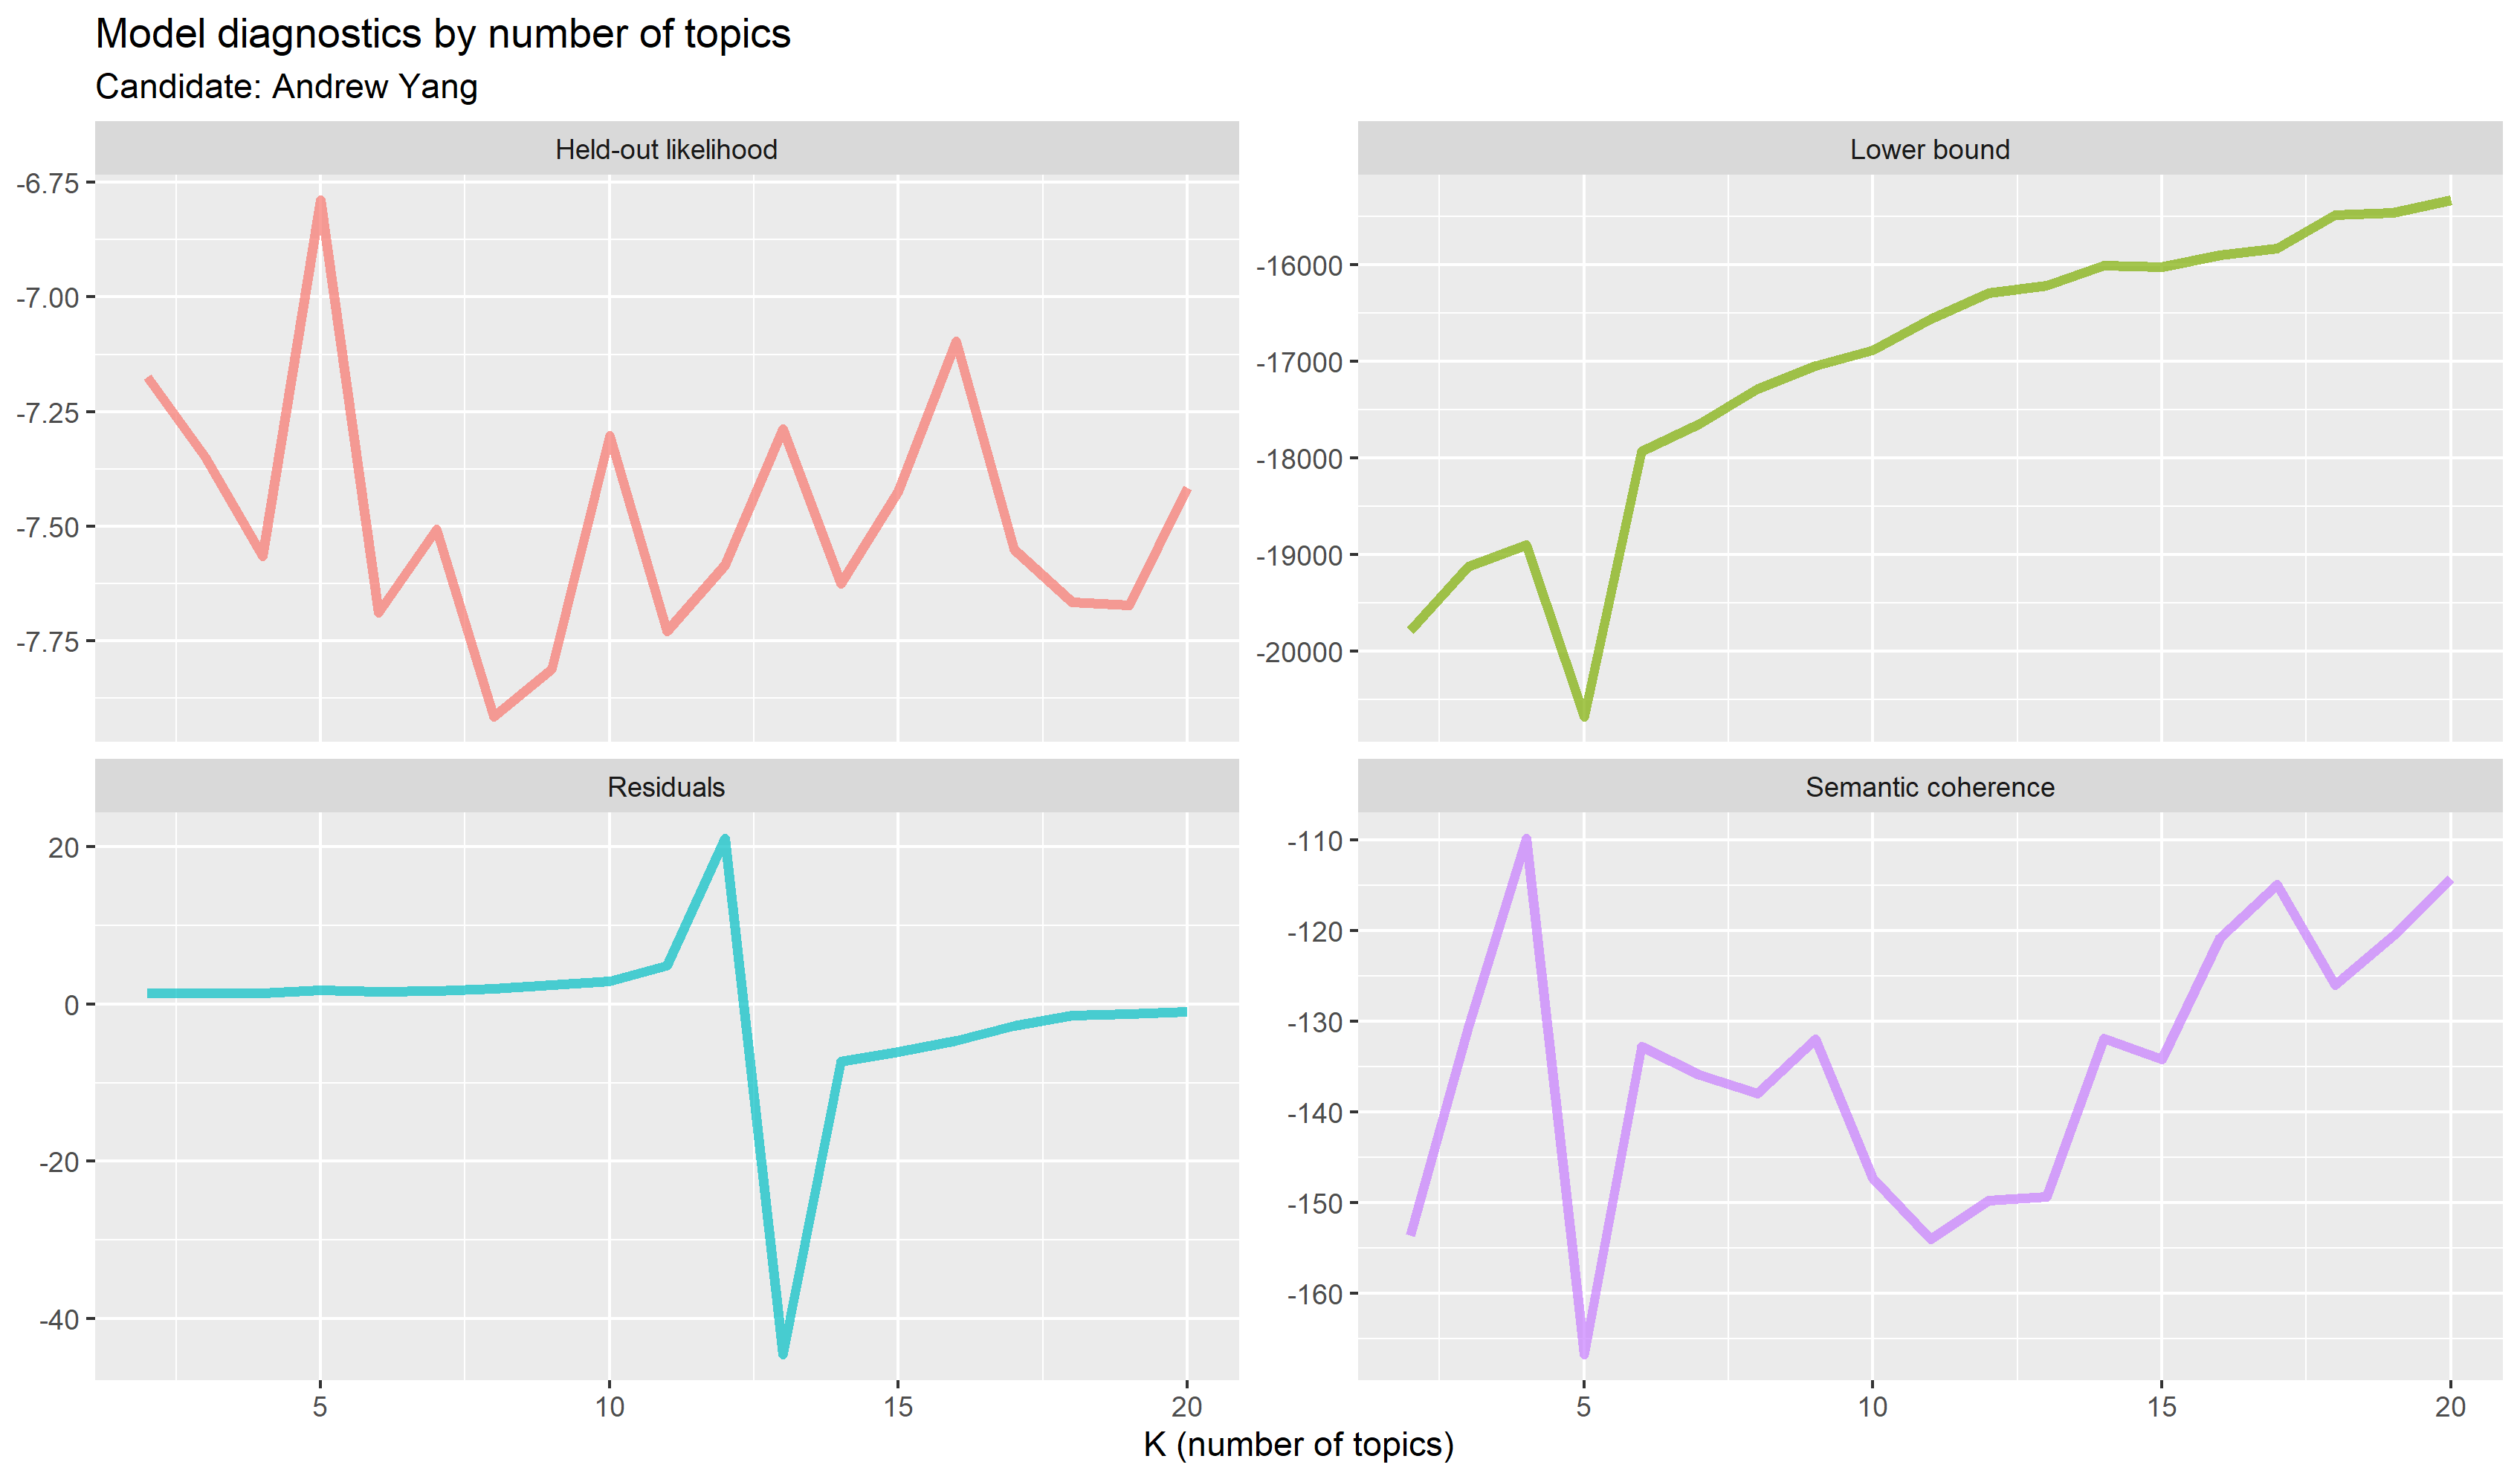 Model diagnostics by number of topics
Candidate: Andrew Yang
Held-out likelihood
-6.75
-7.00
-7.25
-7.50
-7.75
Lower bound
-16000
-17000
-18000
-19000
-20000
Residuals
20
0
-20
-40
5 10 15 20
Semantic coherence
-110
-120
-130
-140
-150
-160
5 10 15 20
K (number of topics)